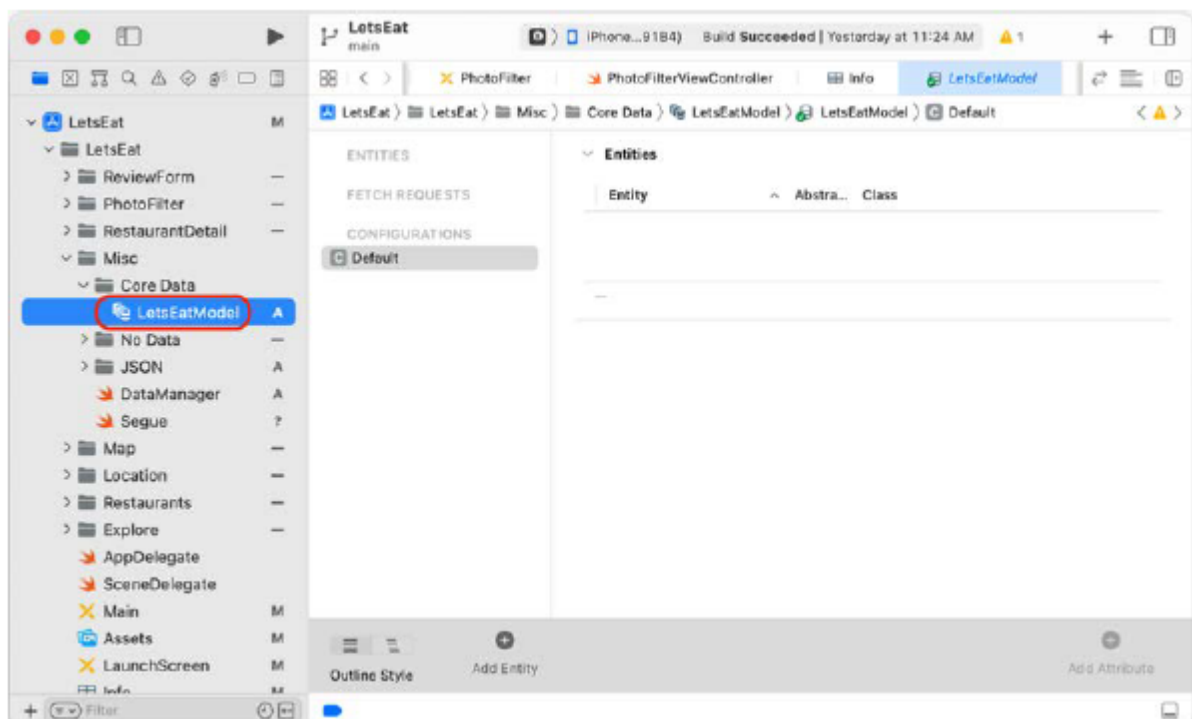 LetsEat
main
iPhone...91B4) Build Succeeded | Yesterday at 11:24 AM 1
PhotoFilter PhotoFilterViewController Info LetsEatModel
LetsEat LetsEat Misc Core Data LetsEatModel LetsEatModel Default
LetsEat M
LetsEat
ReviewForm —
PhotoFilter —
RestaurantDetail —
Misc
Core Data
LetsEatModel A
No Data —
JSON A
DataManager A
Segue ?
Map —
Location —
Restaurants —
Explore —
AppDelegate
SceneDelegate
Main M
Assets M
LaunchScreen M
Info M
Filter
ENTITIES
FETCH REQUESTS
CONFIGURATIONS
Default
Entities
Entity Abstra... Class
Outline Style
Add Entity
Add Attribute